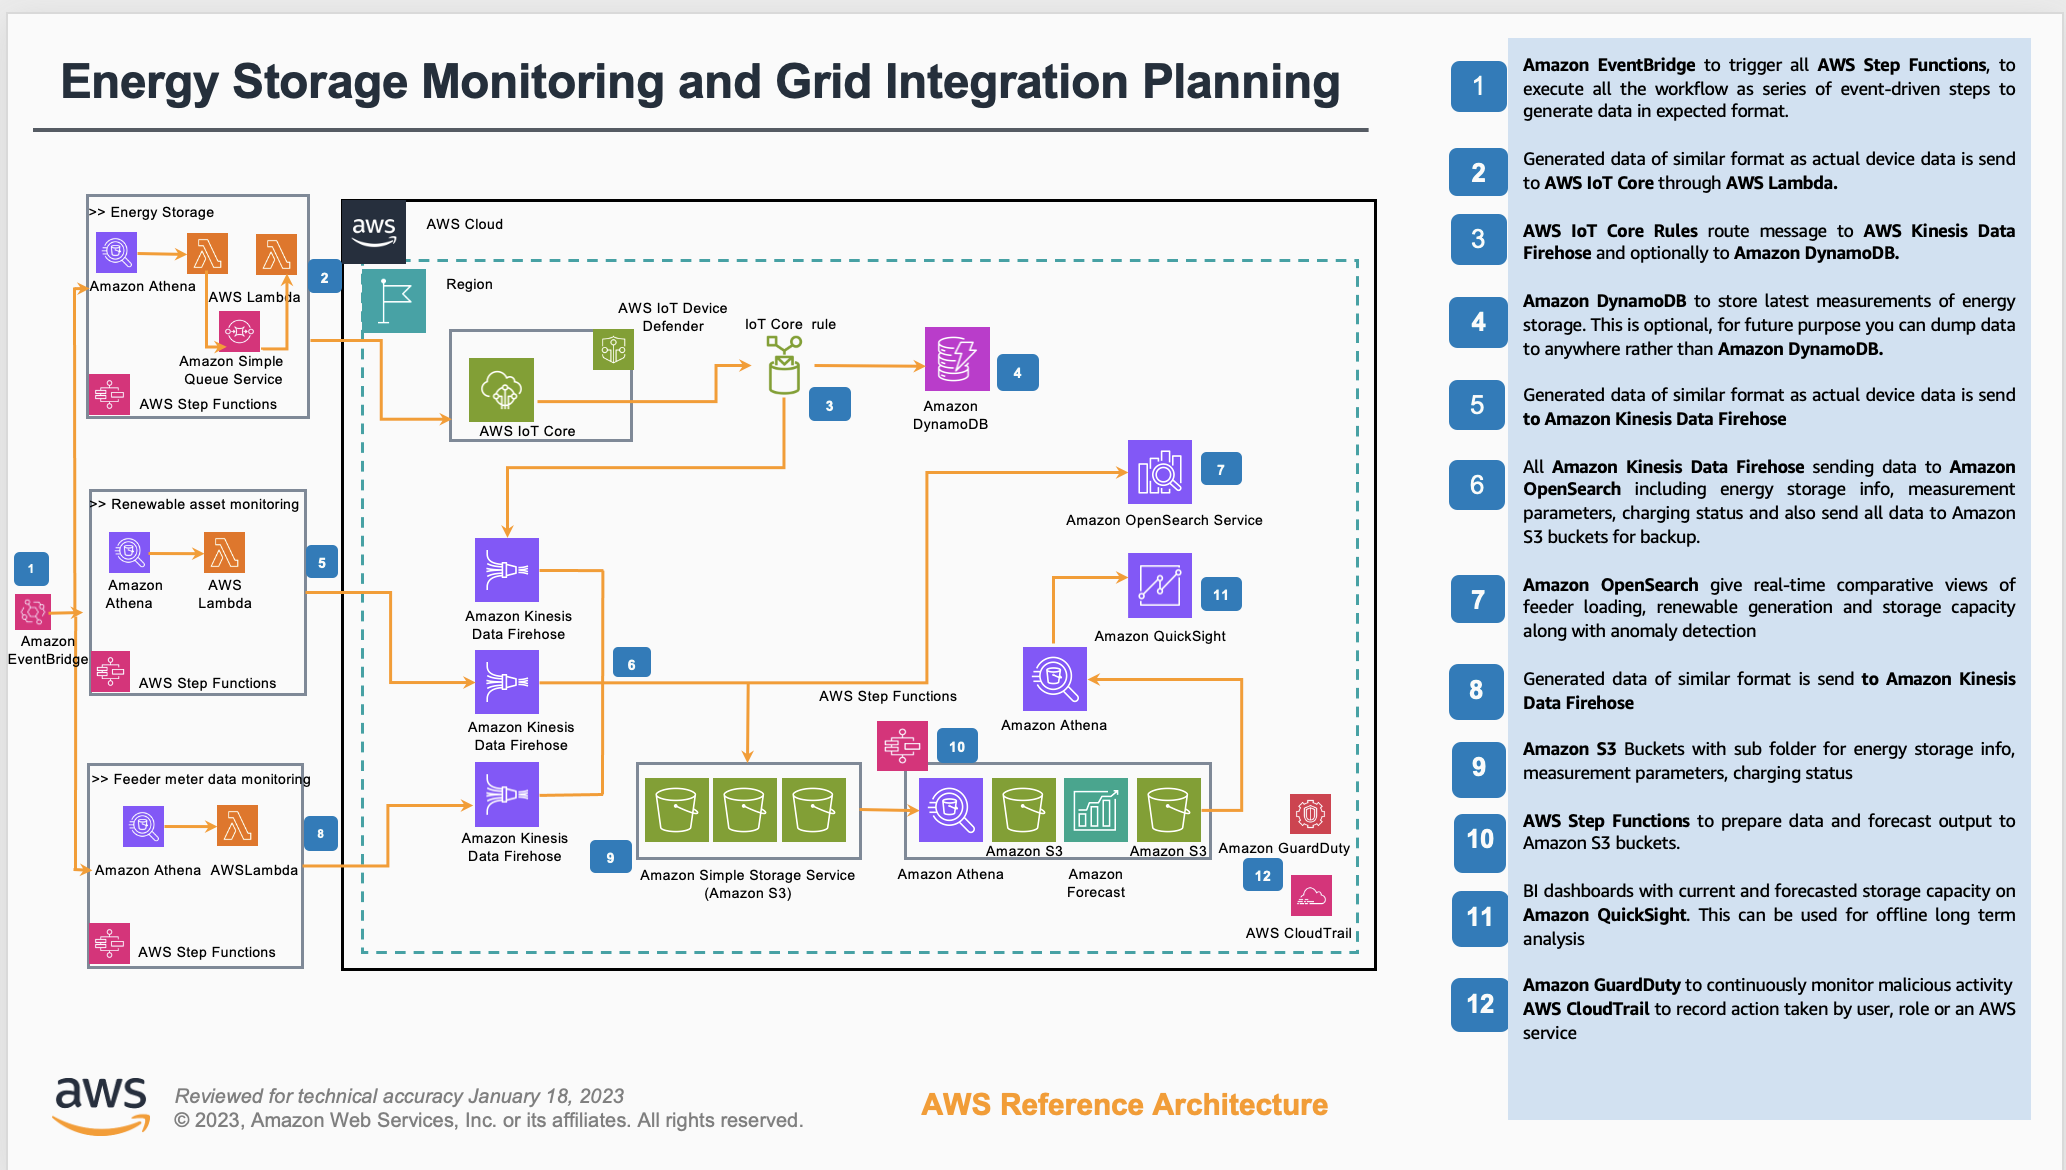 Energy Storage Monitoring and Grid Integration Planning
>> Energy Storage
Amazon Athena
AWS Lambda
Amazon Simple
Queue Service
AWS Step Functions
2
>> Renewable asset monitoring
Amazon
Athena
AWS
Lambda
AWS Step Functions
5
1
Amazon
EventBridge
>> Feeder meter data monitoring
Amazon Athena
AWSLambda
AWS Step Functions
8
aws
AWS Cloud
Region
AWS IoT Device
Defender
AWS IoT Core
IoT Core rule
3
4
Amazon
DynamoDB
7
Amazon OpenSearch Service
11
Amazon QuickSight
Amazon Kinesis
Data Firehose
6
Amazon Kinesis
Data Firehose
Amazon Kinesis
Data Firehose
AWS Step Functions
10
Amazon Athena
9
Amazon Simple Storage Service
(Amazon S3)
Amazon Athena
Amazon S3
Amazon
Forecast
Amazon S3
Amazon GuardDuty
12
AWS CloudTrail
1
Amazon EventBridge to trigger all AWS Step Functions, to
execute all the workflow as series of event-driven steps to
generate data in expected format.
2
Generated data of similar format as actual device data is send
to AWS IoT Core through AWS Lambda.
3
AWS IoT Core Rules route message to AWS Kinesis Data
Firehose and optionally to Amazon DynamoDB.
4
Amazon DynamoDB to store latest measurements of energy
storage. This is optional, for future purpose you can dump data
to anywhere rather than Amazon DynamoDB.
5
Generated data of similar format as actual device data is send
to Amazon Kinesis Data Firehose
6
All Amazon Kinesis Data Firehose sending data to Amazon
OpenSearch including energy storage info, measurement
parameters, charging status and also send all data to Amazon
S3 buckets for backup.
7
Amazon OpenSearch give real-time comparative views of
feeder loading, renewable generation and storage capacity
along with anomaly detection
8
Generated data of similar format is send to Amazon Kinesis
Data Firehose
9
Amazon S3 Buckets with sub folder for energy storage info,
measurement parameters, charging status
10
AWS Step Functions to prepare data and forecast output to
Amazon S3 buckets.
11
BI dashboards with current and forecasted storage capacity on
Amazon QuickSight. This can be used for offline long term
analysis
12
Amazon GuardDuty to continuously monitor malicious activity
AWS CloudTrail to record action taken by user, role or an AWS
service
aws
Reviewed for technical accuracy January 18, 2023
© 2023, Amazon Web Services, Inc. or its affiliates. All rights reserved.
AWS Reference Architecture